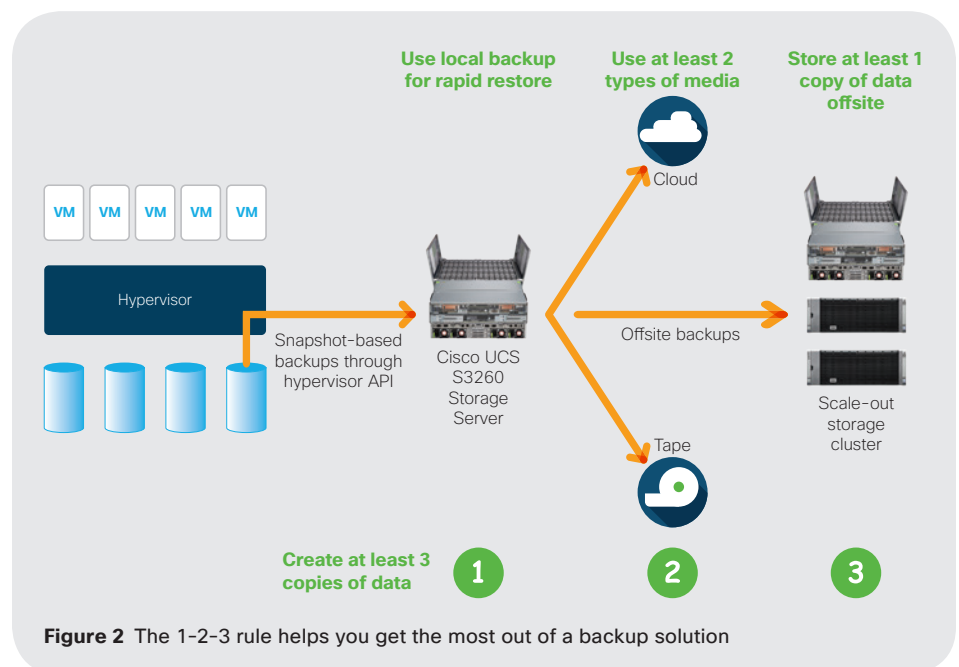 Use local backup
for rapid restore
Use at least 2
types of media
Store at least 1
copy of data
offsite
Cloud
VM VM VM VM VM
Hypervisor
Snapshot-based
backups through
hypervisor API
Cisco UCS
S3260
Storage
Server
Offsite backups
Scale-out
storage
cluster
Tape
Create at least 3
copies of data
1
2
3
Figure 2 The 1-2-3 rule helps you get the most out of a backup solution